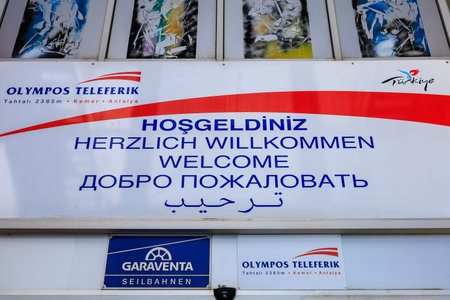 OLYMPOS TELEFERIK
Tahtalı 2365m • Kemer • Antalya
Türkiye
HOŞGELDİNİZ
HERZLICH WILLKOMMEN
WELCOME
ДОБРО ПОЖАЛОВАТЬ
ترحيب
GARAVENTA
SEILBAHNEN
OLYMPOS TELEFERIK
Tahtalı 2365m • Kemer • Antalya